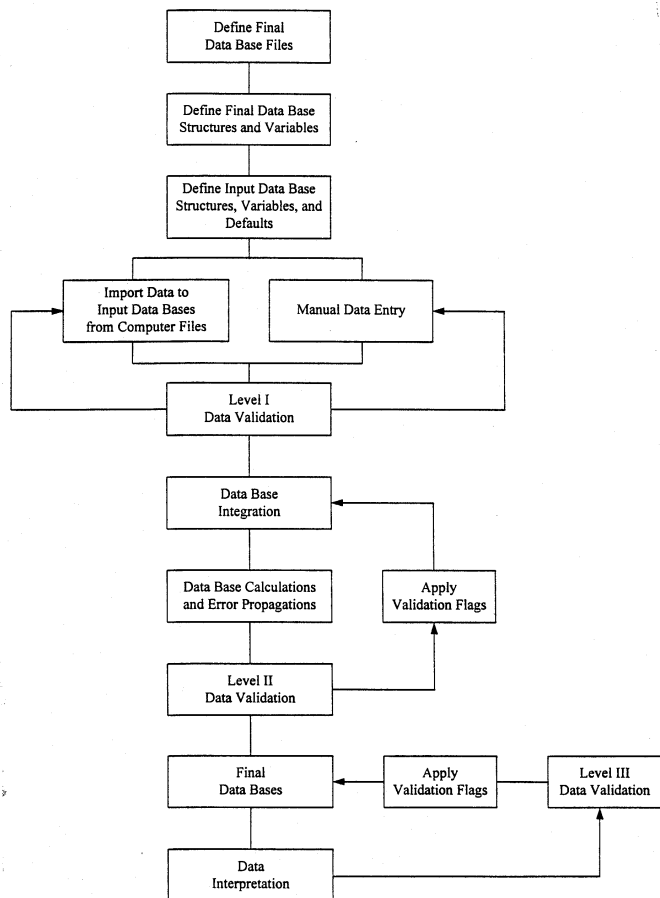 Define Final
Data Base Files
Define Final Data Base
Structures and Variables
Define Input Data Base
Structures, Variables, and
Defaults
Import Data to
Input Data Bases
from Computer Files
Manual Data Entry
Level I
Data Validation
Data Base
Integration
Data Base Calculations
and Error Propagations
Apply
Validation Flags
Level II
Data Validation
Final
Data Bases
Apply
Validation Flags
Level III
Data Validation
Data
Interpretation